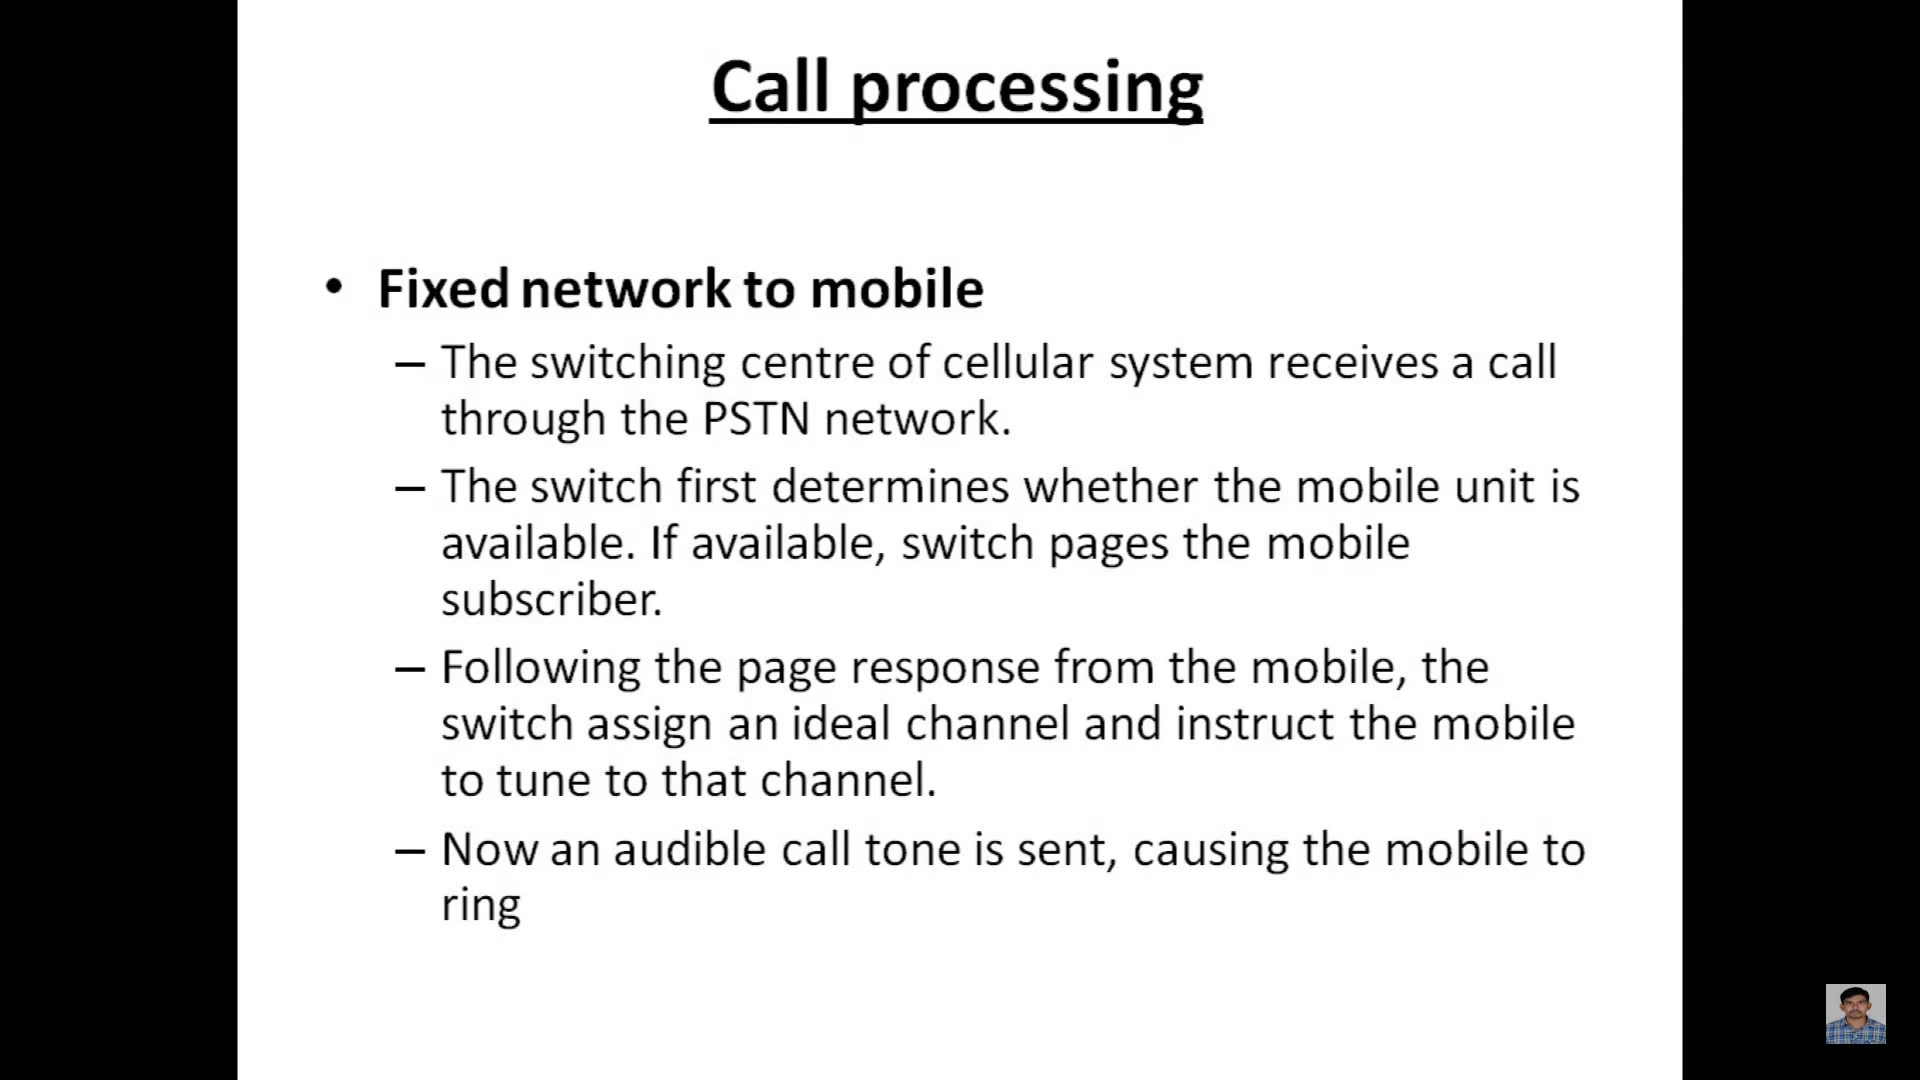 Call processing
• Fixed network to mobile
– The switching centre of cellular system receives a call
through the PSTN network.
– The switch first determines whether the mobile unit is
available. If available, switch pages the mobile
subscriber.
– Following the page response from the mobile, the
switch assign an ideal channel and instruct the mobile
to tune to that channel.
– Now an audible call tone is sent, causing the mobile to
ring